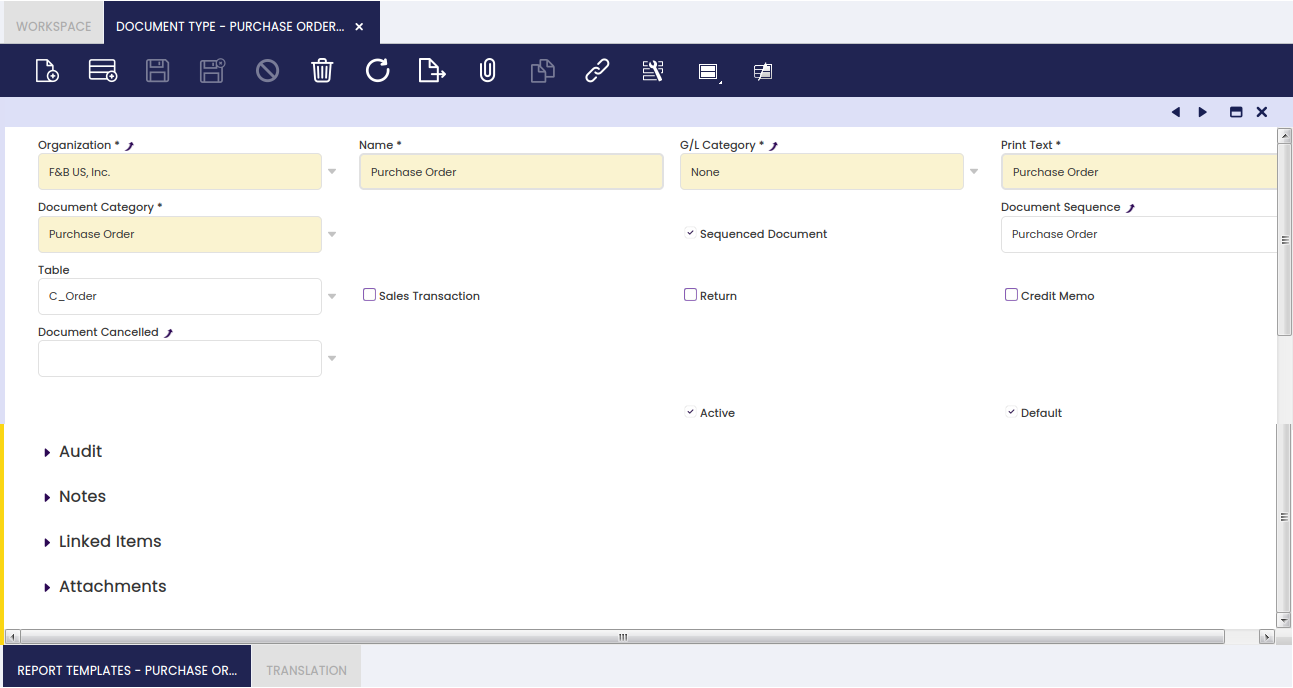 WORKSPACE
DOCUMENT TYPE - PURCHASE ORDER...
Organization *
Name *
G/L Category *
Print Text *
F&B US, Inc.
Purchase Order
None
Purchase Order
Document Category *
Document Sequence
Purchase Order
Sequenced Document
Purchase Order
Table
C_Order
Sales Transaction
Return
Credit Memo
Document Cancelled
Active
Default
Audit
Notes
Linked Items
Attachments
REPORT TEMPLATES - PURCHASE OR...
TRANSLATION